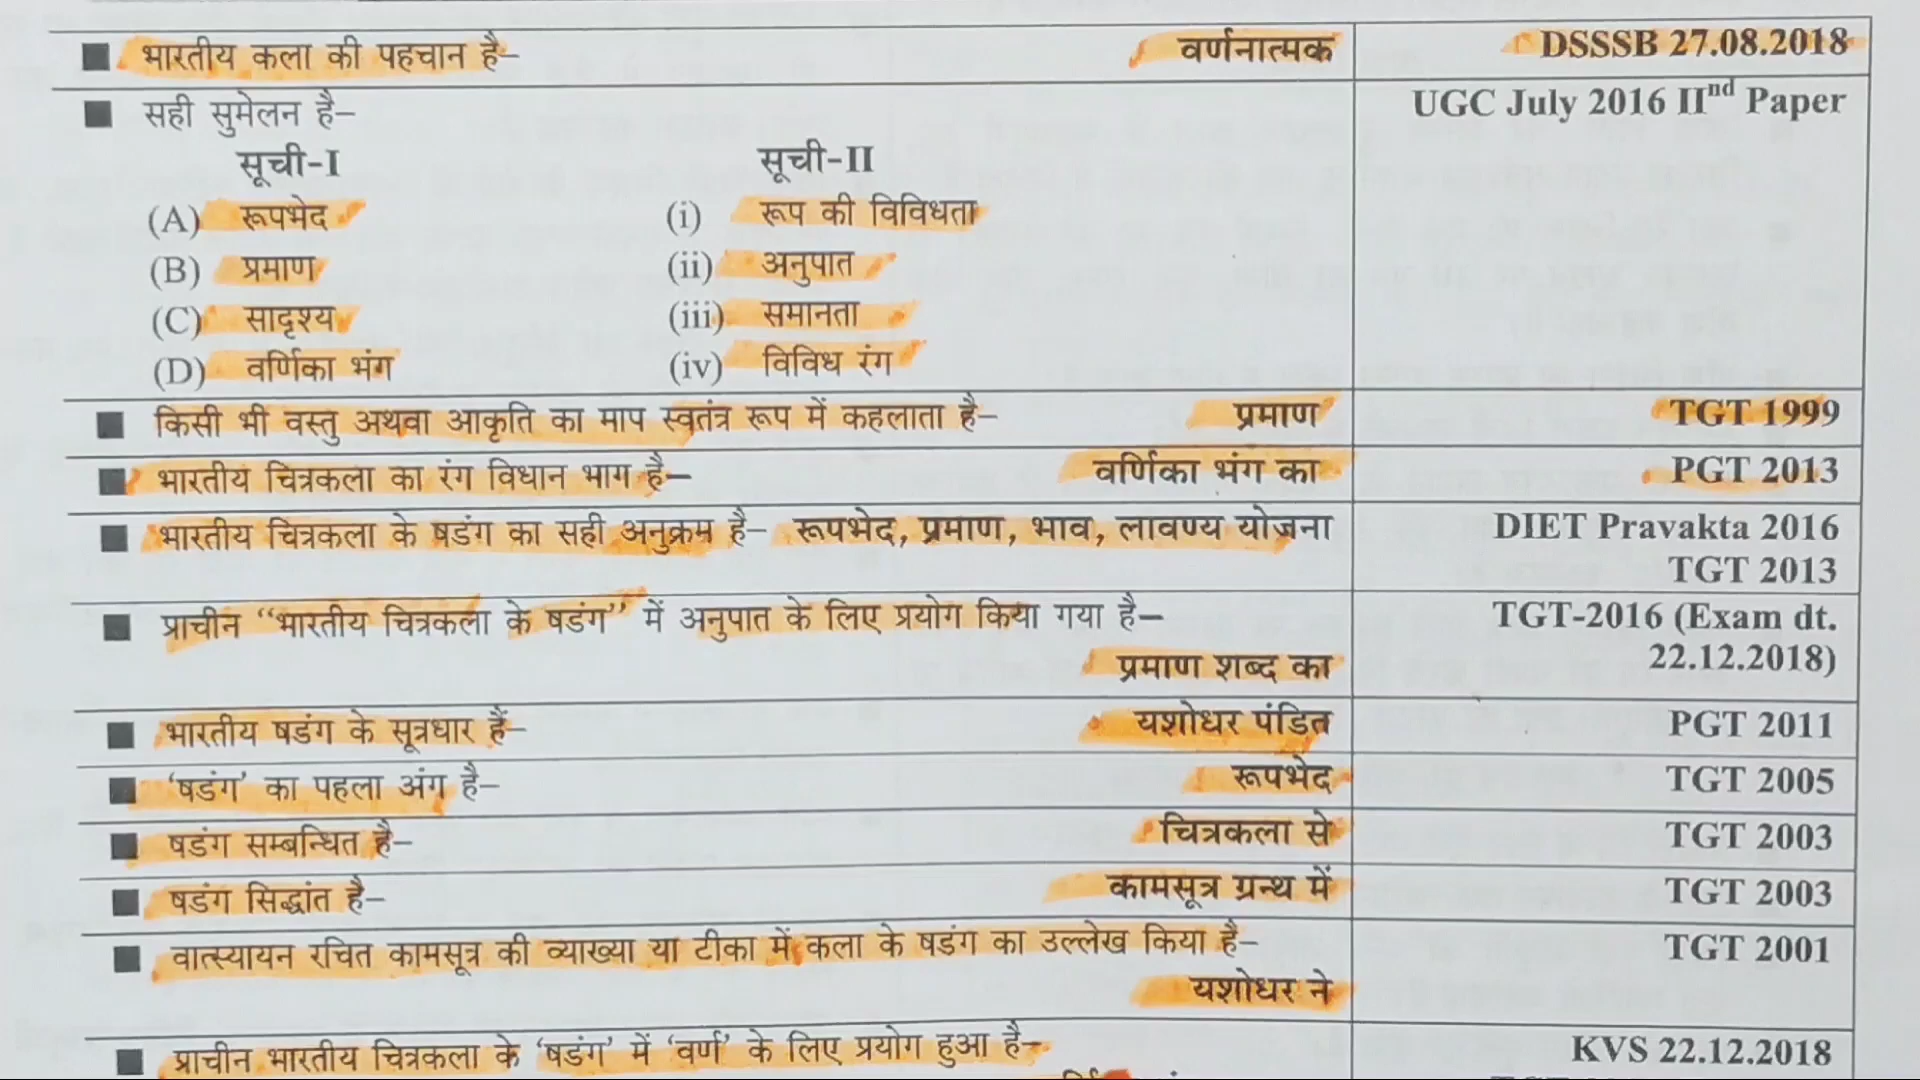 ■ भारतीय कला की पहचान है– वर्णनात्मक DSSSB 27.08.2018
■ सही सुमेलन है– UGC July 2016 IInd Paper
सूची-I सूची-II
(A) रूपभेद (i) रूप की विविधता
(B) प्रमाण (ii) अनुपात
(C) सादृश्य (iii) समानता
(D) वर्णिका भंग (iv) विविध रंग
■ किसी भी वस्तु अथवा आकृति का माप स्वतंत्र रूप में कहलाता है– प्रमाण TGT 1999
■ भारतीय चित्रकला का रंग विधान भाग है– वर्णिका भंग का PGT 2013
■ भारतीय चित्रकला के षडंग का सही अनुक्रम है– रूपभेद, प्रमाण, भाव, लावण्य योजना DIET Pravakta 2016
TGT 2013
■ प्राचीन “भारतीय चित्रकला के षडंग” में अनुपात के लिए प्रयोग किया गया है– TGT-2016 (Exam dt.
प्रमाण शब्द का 22.12.2018)
■ भारतीय षडंग के सूत्रधार हैं– यशोधर पंडित PGT 2011
■ ‘षडंग’ का पहला अंग है– रूपभेद TGT 2005
■ षडंग सम्बन्धित है– चित्रकला से TGT 2003
■ षडंग सिद्धांत है– कामसूत्र ग्रन्थ में TGT 2003
■ वात्स्यायन रचित कामसूत्र की व्याख्या या टीका में कला के षडंग का उल्लेख किया है– TGT 2001
यशोधर ने
■ प्राचीन भारतीय चित्रकला के ‘षडंग’ में ‘वर्ण’ के लिए प्रयोग हुआ है– KVS 22.12.2018